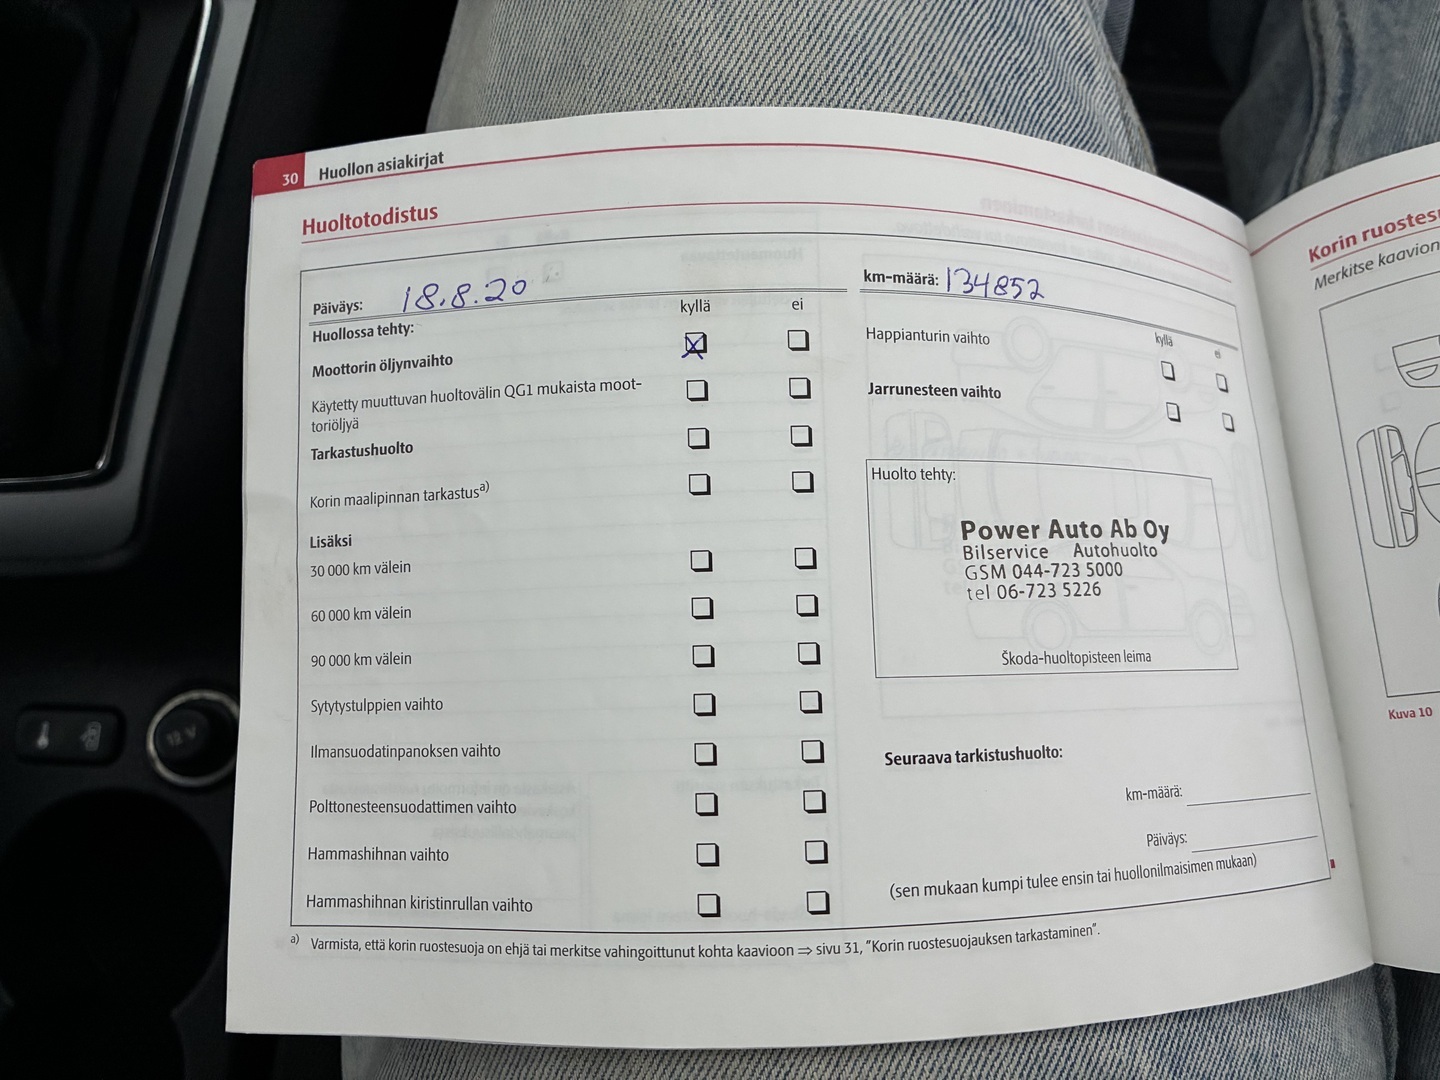 30 Huollon asiakirjat
Huoltotodistus
Päiväys: 18.8.20
Huollossa tehty: kyllä ei
Moottorin öljynvaihto
Käytetty muuttuvan huoltovälin QG1 mukaista moot-
toriöljyä
Tarkastushuolto
Korin maalipinnan tarkastus a)
Lisäksi
30 000 km välein
60 000 km välein
90 000 km välein
Sytytystulppien vaihto
Ilmansuodatinpanoksen vaihto
Polttonesteensuodattimen vaihto
Hammashihnan vaihto
Hammashihnan kiristinrullan vaihto
km-määrä: 134852
kyllä ei
Happianturin vaihto
Jarrunesteen vaihto
Huolto tehty:
Power Auto Ab Oy
Bilservice Autohuolto
GSM 044-723 5000
tel 06-723 5226
Škoda-huoltopisteen leima
Seuraava tarkistushuolto:
km-määrä:
Päiväys:
(sen mukaan kumpi tulee ensin tai huollonilmaisimen mukaan)
a) Varmista, että korin ruostesuoja on ehjä tai merkitse vahingoittunut kohta kaavioon ⇒ sivu 31, "Korin ruostesuojauksen tarkastaminen".
Korin ruostesu
Merkitse kaavion
Kuva 10
12 V